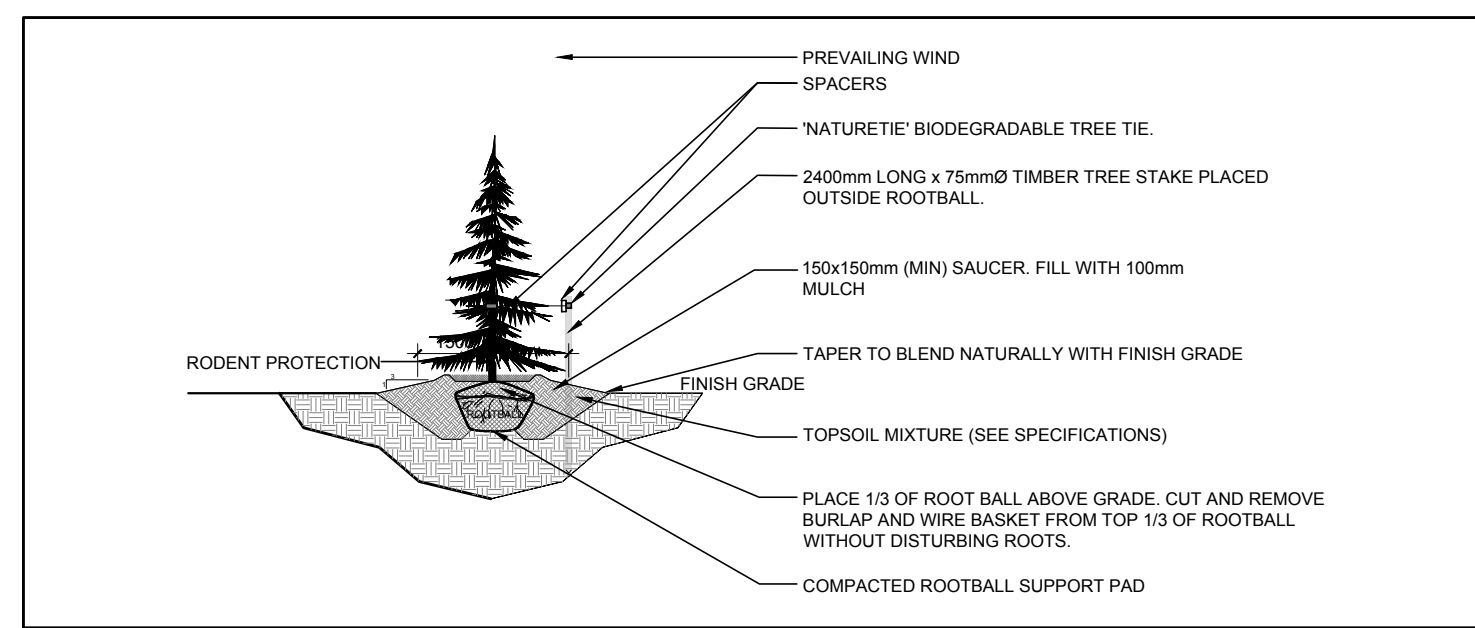 PREVAILING WIND
SPACERS
'NATURETIE' BIODEGRADABLE TREE TIE.
2400mm LONG x 75mmØ TIMBER TREE STAKE PLACED
OUTSIDE ROOTBALL.
150x150mm (MIN) SAUCER. FILL WITH 100mm
MULCH
RODENT PROTECTION
TAPER TO BLEND NATURALLY WITH FINISH GRADE
3
1
FINISH GRADE
ROOTBALL
TOPSOIL MIXTURE (SEE SPECIFICATIONS)
PLACE 1/3 OF ROOT BALL ABOVE GRADE. CUT AND REMOVE
BURLAP AND WIRE BASKET FROM TOP 1/3 OF ROOTBALL
WITHOUT DISTURBING ROOTS.
COMPACTED ROOTBALL SUPPORT PAD